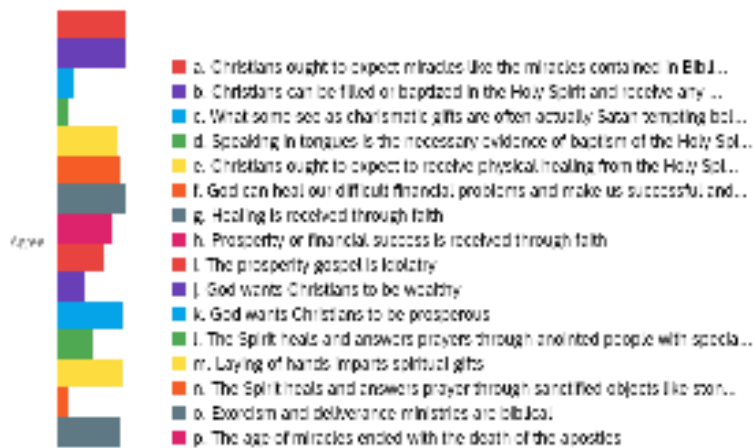 a. Christians ought to expect miracles like the miracles contained in Bibl...
b. Christians can be filled or baptized in the Holy Spirit and receive any ...
c. What some see as charismatic gifts are often actually Satan tempting bel...
d. Speaking in tongues is the necessary evidence of baptism of the Holy Spi...
e. Christians ought to expect to receive physical healing from the Holy Spi...
f. God can heal our difficult financial problems and make us successful and...
g. Healing is received through faith
Agree
h. Prosperity or financial success is received through faith
i. The prosperity gospel is idolatry
j. God wants Christians to be wealthy
k. God wants Christians to be prosperous
l. The Spirit heals and answers prayers through anointed people with specia...
m. Laying of hands imparts spiritual gifts
n. The Spirit heals and answers prayer through sanctified objects like ston...
o. Exorcism and deliverance ministries are biblical
p. The age of miracles ended with the death of the apostles